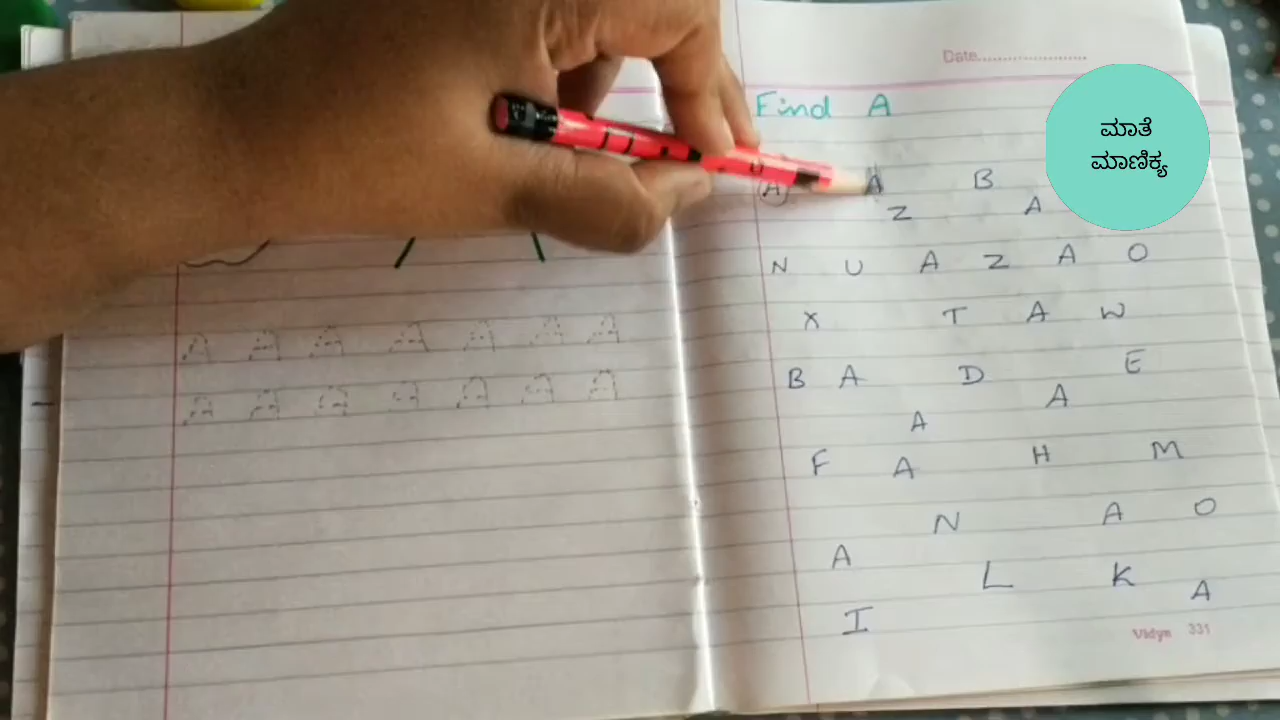 Date
Find A
A A B
Z A
N U A Z A O
X T A W
B A D E
A
A
F A H M
N A O
A
L K A
I
A A A A A A A
A A A A A A A
Vidya 331
ಮಾತೆ
ಮಾಣಿಕ್ಯ